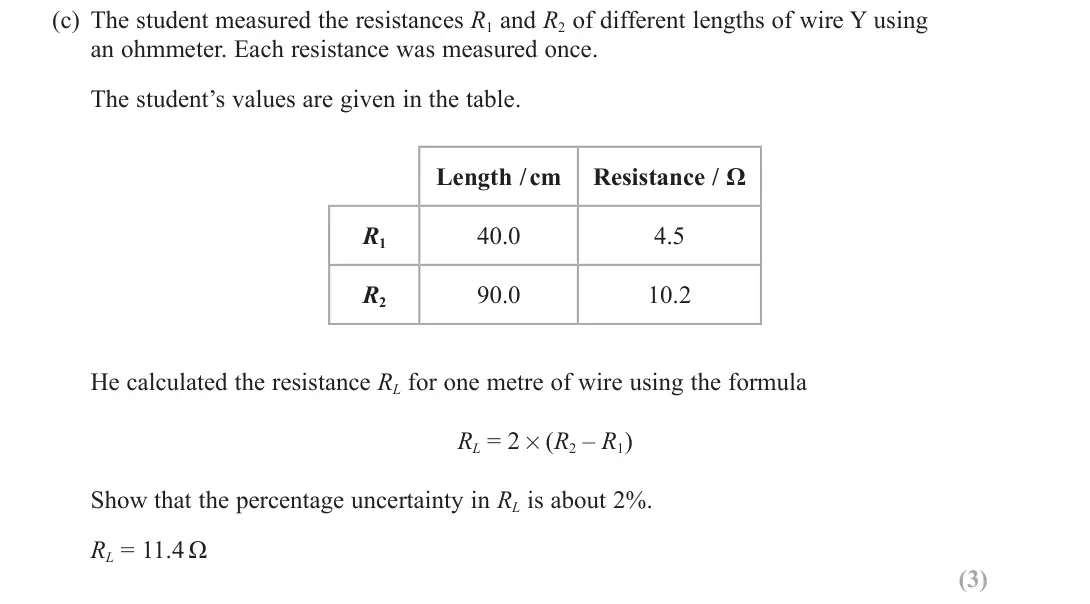 (c) The student measured the resistances R₁ and R₂ of different lengths of wire Y using
an ohmmeter. Each resistance was measured once.
The student’s values are given in the table.
Length / cm Resistance / Ω
R₁ 40.0 4.5
R₂ 90.0 10.2
He calculated the resistance R_L for one metre of wire using the formula
R_L = 2 × (R₂ – R₁)
Show that the percentage uncertainty in R_L is about 2%.
R_L = 11.4 Ω
(3)